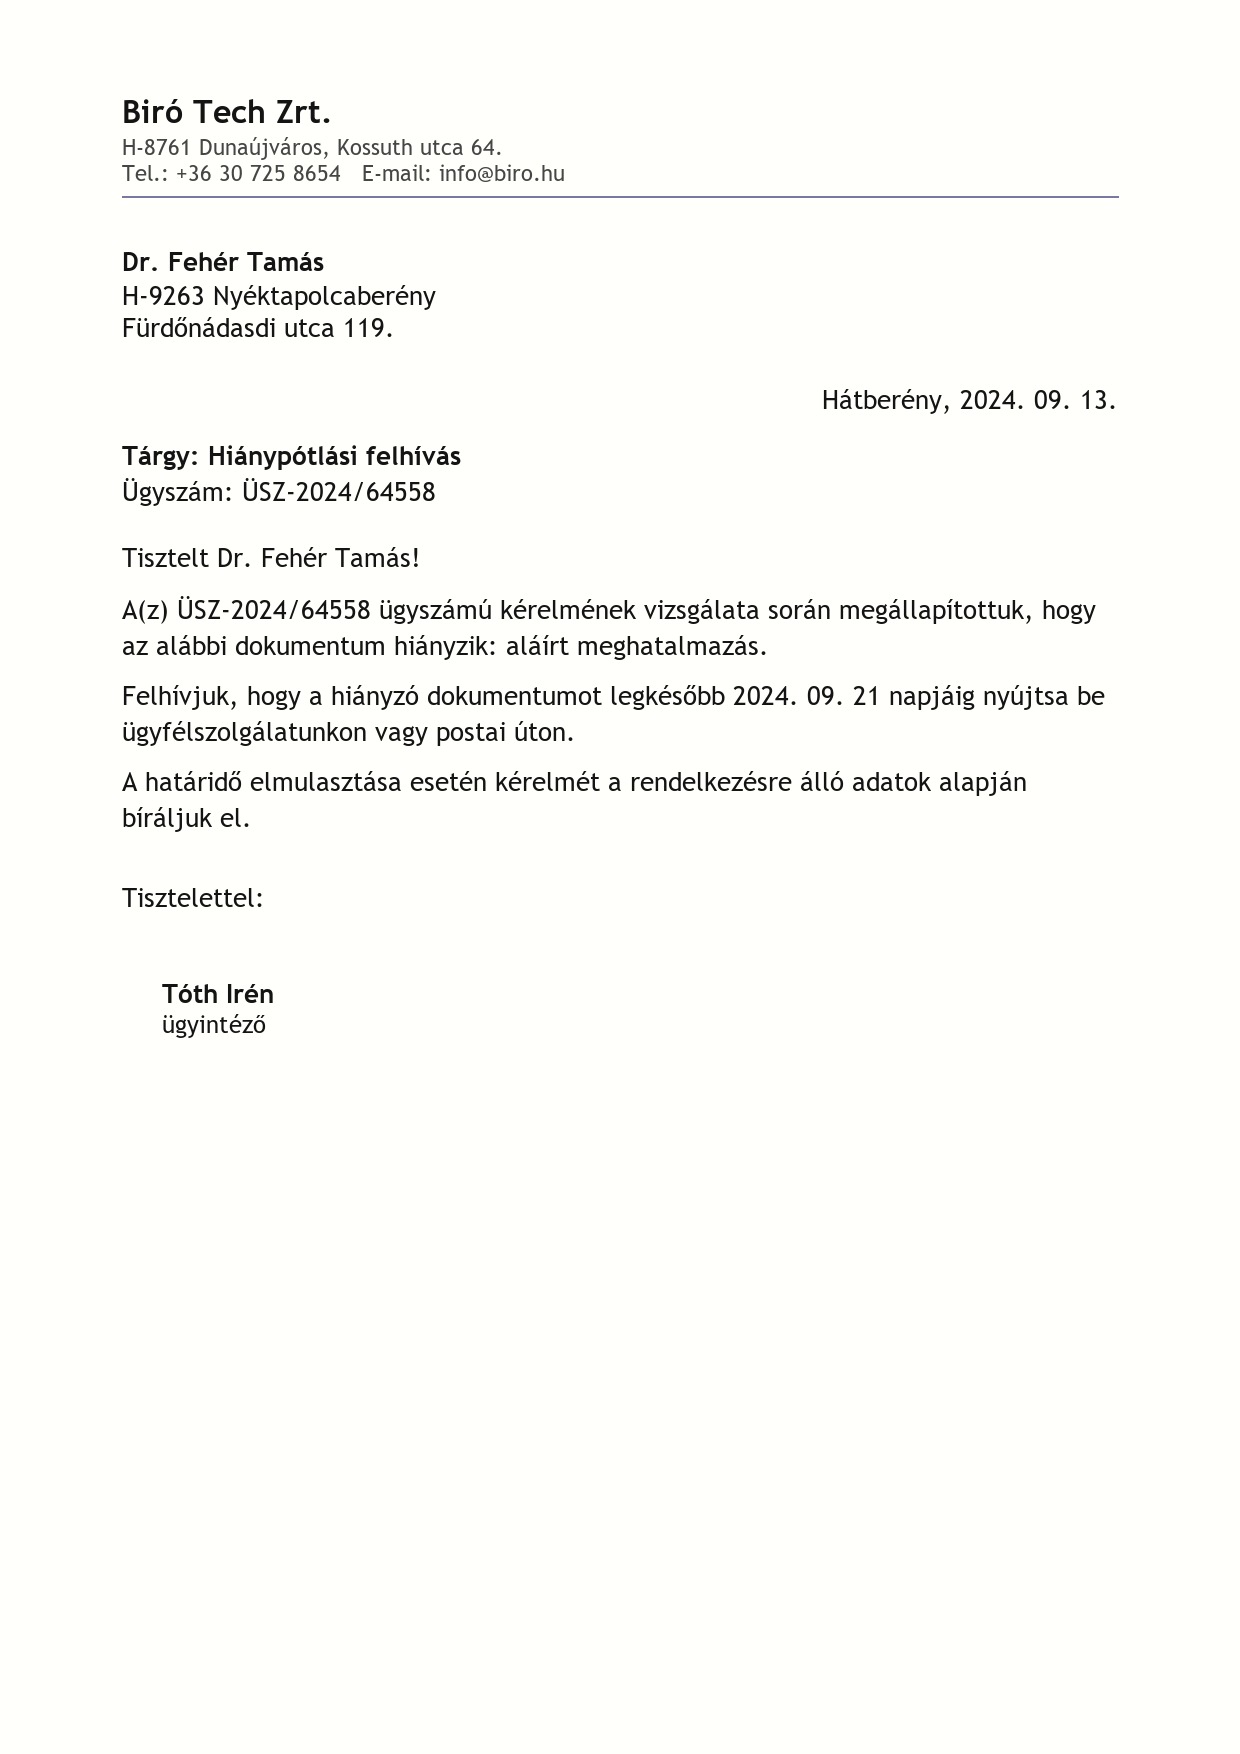 Biró Tech Zrt.
H-8761 Dunaújváros, Kossuth utca 64.
Tel.: +36 30 725 8654   E-mail: info@biro.hu
Dr. Fehér Tamás
H-9263 Nyéktapolcaberény
Fürdőnádasdi utca 119.
Hátberény, 2024. 09. 13.
Tárgy: Hiánypótlási felhívás
Ügyszám: ÜSZ-2024/64558
Tisztelt Dr. Fehér Tamás!
A(z) ÜSZ-2024/64558 ügyszámú kérelmének vizsgálata során megállapítottuk, hogy
az alábbi dokumentum hiányzik: aláírt meghatalmazás.
Felhívjuk, hogy a hiányzó dokumentumot legkésőbb 2024. 09. 21 napjáig nyújtsa be
ügyfélszolgálatunkon vagy postai úton.
A határidő elmulasztása esetén kérelmét a rendelkezésre álló adatok alapján
bíráljuk el.
Tisztelettel:
Tóth Irén
ügyintéző